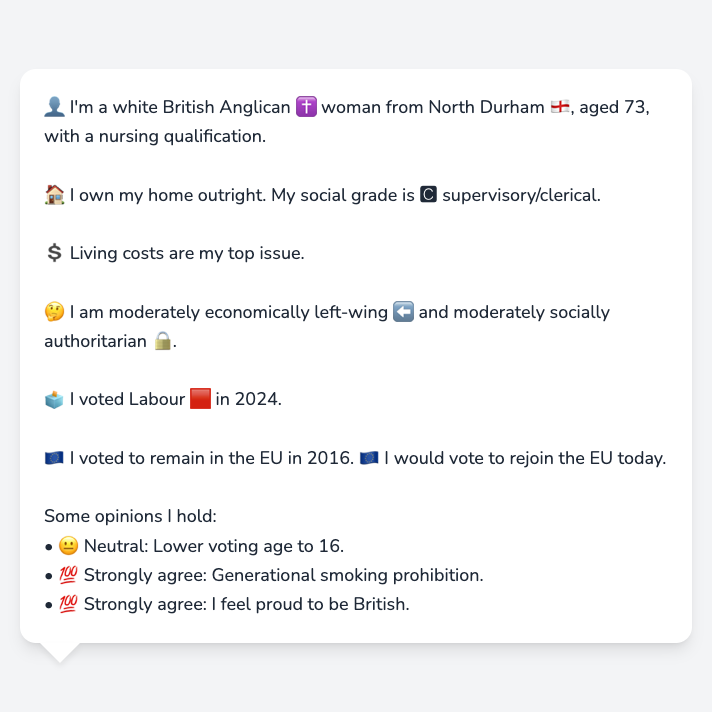 👤 I'm a white British Anglican ✝️ woman from North Durham 🏴󠁧󠁢󠁥󠁮󠁧󠁿, aged 73,
with a nursing qualification.
🏠 I own my home outright. My social grade is 🅲 supervisory/clerical.
💲 Living costs are my top issue.
🤔 I am moderately economically left-wing ⬅️ and moderately socially
authoritarian 🔒.
🗳️ I voted Labour 🟥 in 2024.
🇪🇺 I voted to remain in the EU in 2016. 🇪🇺 I would vote to rejoin the EU today.
Some opinions I hold:
• 😐 Neutral: Lower voting age to 16.
• 💯 Strongly agree: Generational smoking prohibition.
• 💯 Strongly agree: I feel proud to be British.